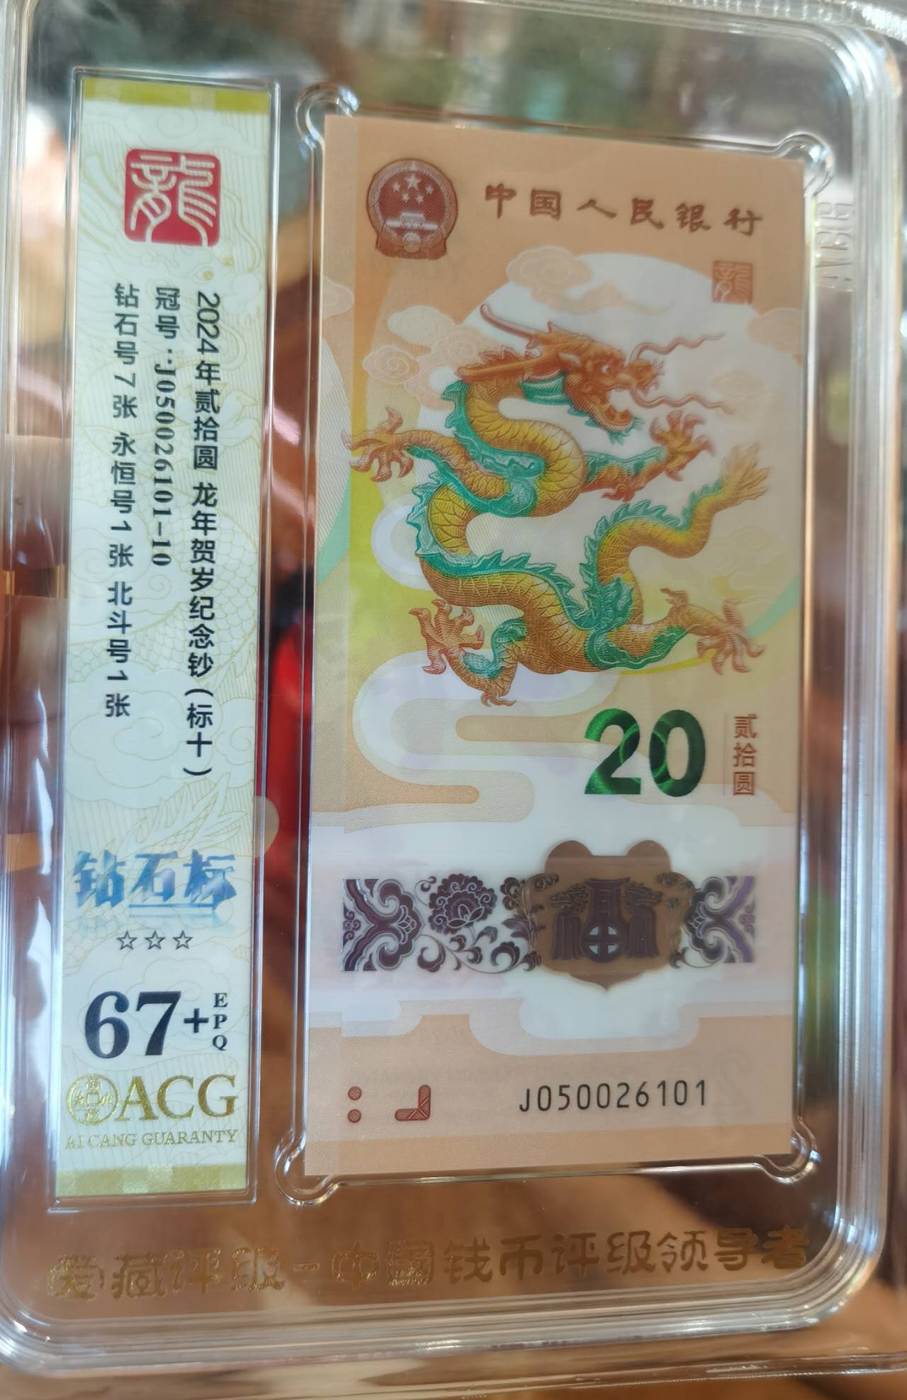 龍
2024年贰拾圆 龙年贺岁纪念钞(标十)
冠号:J050026101-10
钻石号7张 永恒号1张 北斗号1张
钻石标
☆☆☆
67+
EPQ
ACG
AI CANG GUARANTY
中国人民银行
龍
20
贰拾圆
福
J050026101
爱藏评级-中国钱币评级领导者